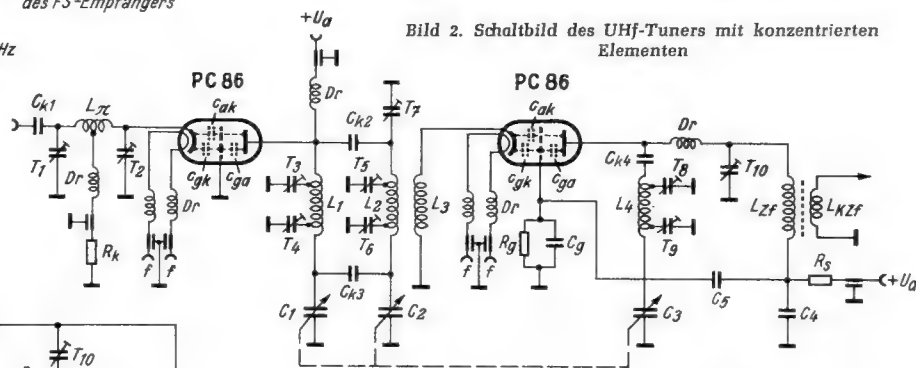 des FS-Empfängers
Hz
+Ua
Bild 2. Schaltbild des UHf-Tuners mit konzentrierten
Elementen
PC 86
PC 86
Ck1
Lπ
cak
Dr
Ck2
T7
cak
Dr
T1
T2
cgk
cga
T3
T5
cgk
cga
Ck4
T8
T10
Dr
Dr
L1
L2
L3
Dr
L4
LZf
LKZf
T4
T6
Rg
Cg
T9
Rk
f
f
f
f
Ck3
C5
Rs
+Ua
C1
C2
C3
C4
T10